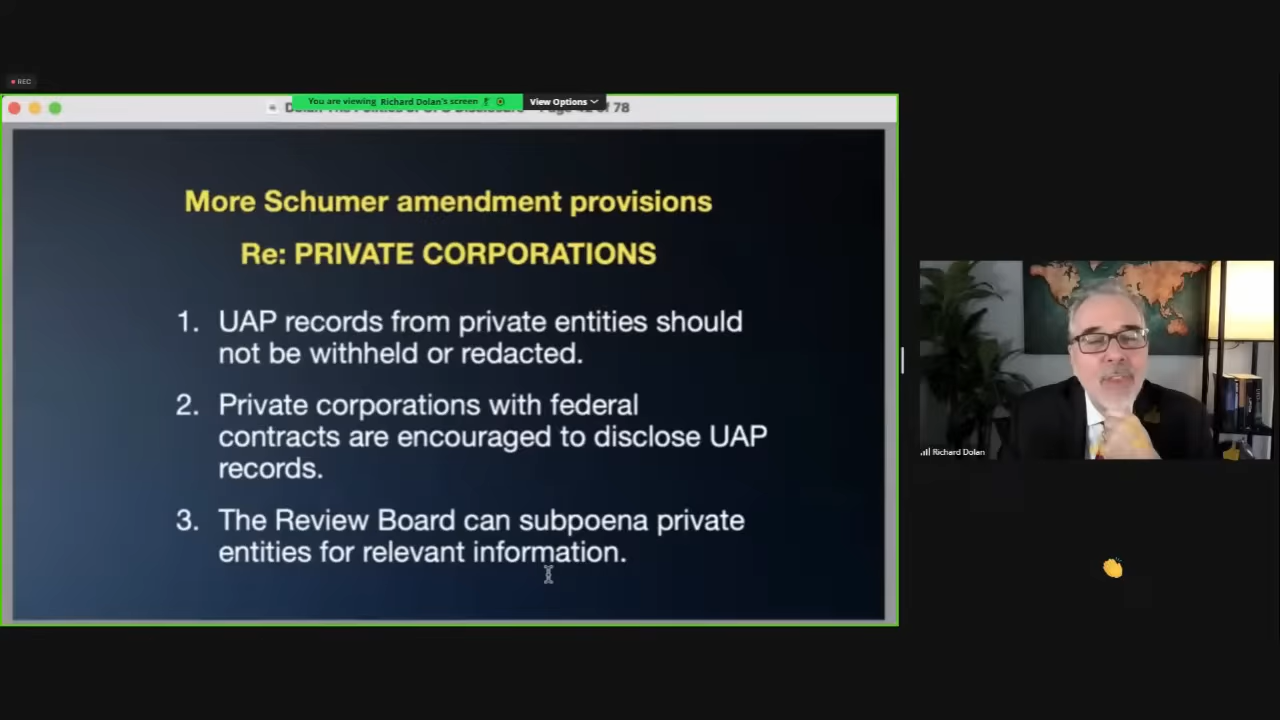 REC
You are viewing Richard Dolan's screen
View Options
of 78
More Schumer amendment provisions
Re: PRIVATE CORPORATIONS
1. UAP records from private entities should
not be withheld or redacted.
2. Private corporations with federal
contracts are encouraged to disclose UAP
records.
3. The Review Board can subpoena private
entities for relevant information.
Richard Dolan